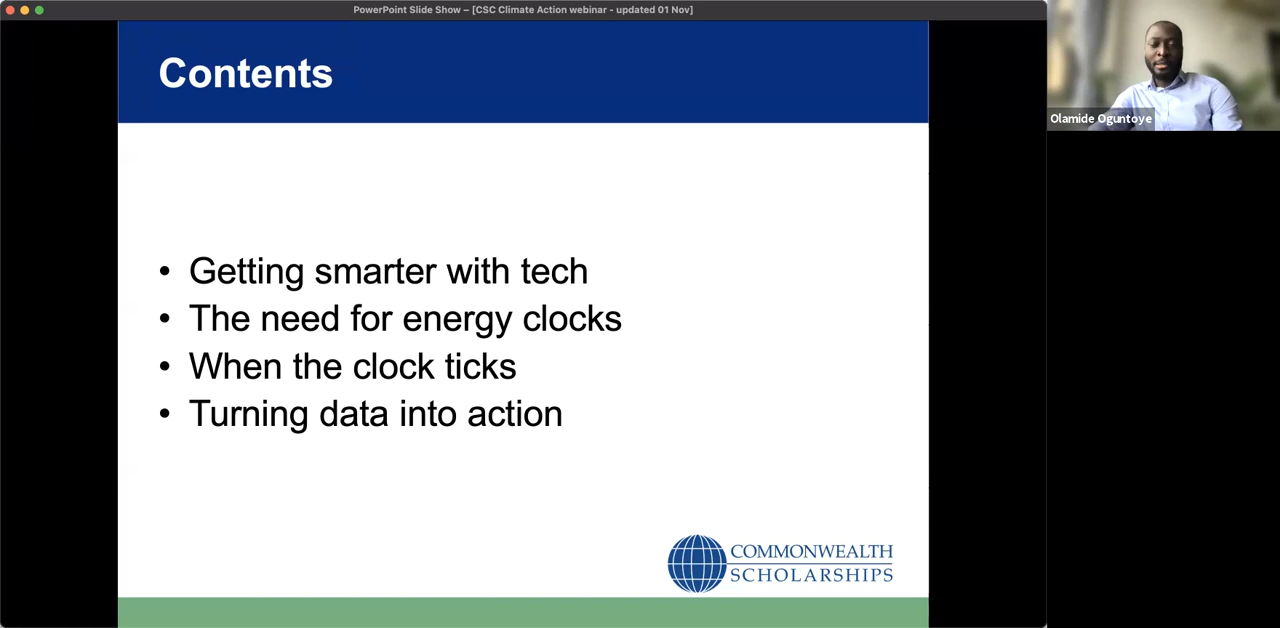 PowerPoint Slide Show – [CSC Climate Action webinar - updated 01 Nov]
Contents
• Getting smarter with tech
• The need for energy clocks
• When the clock ticks
• Turning data into action
COMMONWEALTH
SCHOLARSHIPS
Olamide Oguntoye